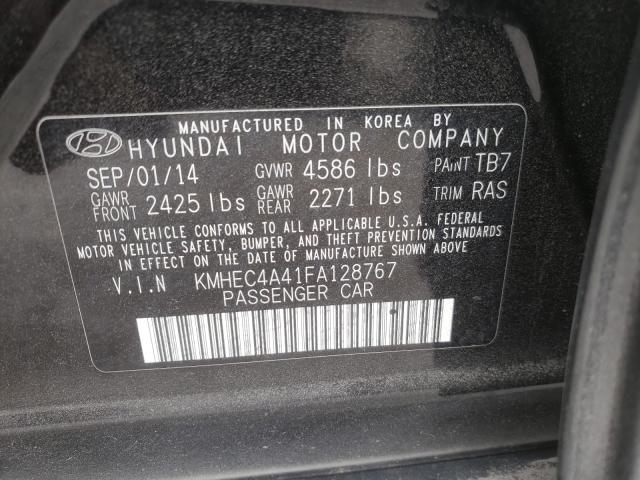 MANUFACTURED IN KOREA BY
HYUNDAI MOTOR COMPANY
SEP/01/14 GVWR 4586 lbs PAINT TB7
GAWR FRONT 2425 lbs GAWR REAR 2271 lbs TRIM RAS
THIS VEHICLE CONFORMS TO ALL APPLICABLE U.S.A. FEDERAL
MOTOR VEHICLE SAFETY, BUMPER, AND THEFT PREVENTION STANDARDS
IN EFFECT ON THE DATE OF MANUFACTURE SHOWN ABOVE
V.I.N KMHEC4A41FA128767
PASSENGER CAR